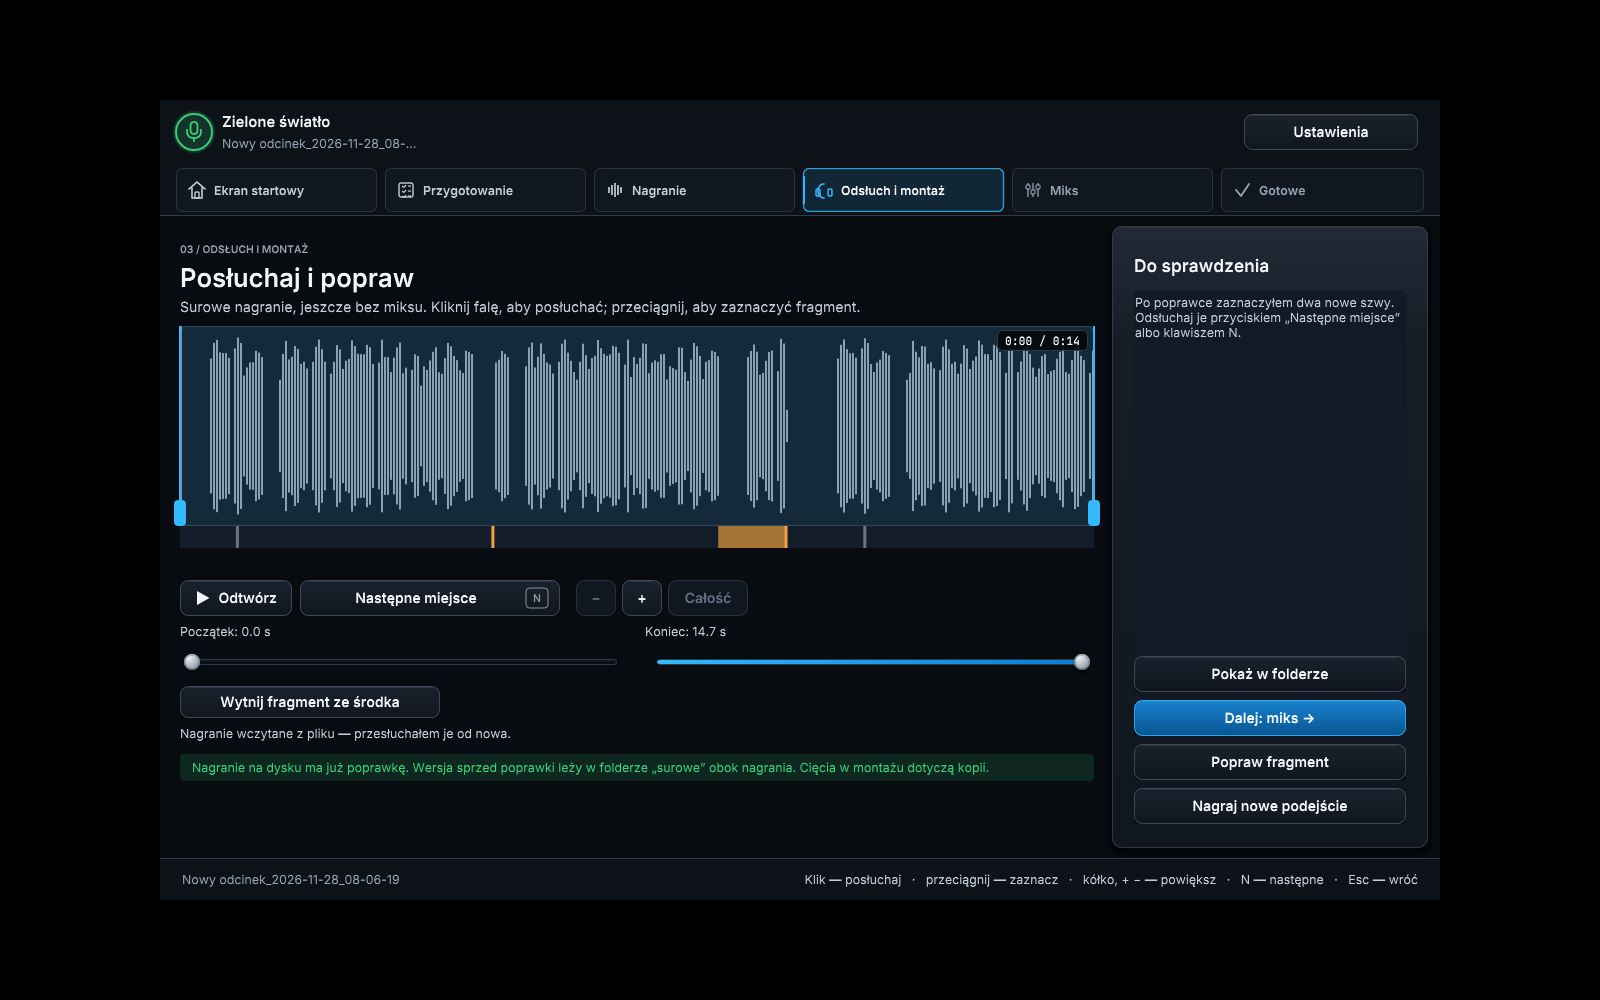 Zielone światło
Nowy odcinek_2026-11-28_08-...
Ustawienia
Ekran startowy
Przygotowanie
Nagranie
Odsłuch i montaż
Miks
Gotowe
03 / ODSŁUCH I MONTAŻ
Posłuchaj i popraw
Surowe nagranie, jeszcze bez miksu. Kliknij falę, aby posłuchać; przeciągnij, aby zaznaczyć fragment.
0:00 / 0:14
Odtwórz
Następne miejsce
N
−
+
Całość
Początek: 0.0 s
Koniec: 14.7 s
Wytnij fragment ze środka
Nagranie wczytane z pliku — przesłuchałem je od nowa.
Nagranie na dysku ma już poprawkę. Wersja sprzed poprawki leży w folderze „surowe” obok nagrania. Cięcia w montażu dotyczą kopii.
Do sprawdzenia
Po poprawce zaznaczyłem dwa nowe szwy.
Odsłuchaj je przyciskiem „Następne miejsce”
albo klawiszem N.
Pokaż w folderze
Dalej: miks →
Popraw fragment
Nagraj nowe podejście
Nowy odcinek_2026-11-28_08-06-19
Klik — posłuchaj · przeciągnij — zaznacz · kółko, + − — powiększ · N — następne · Esc — wróć